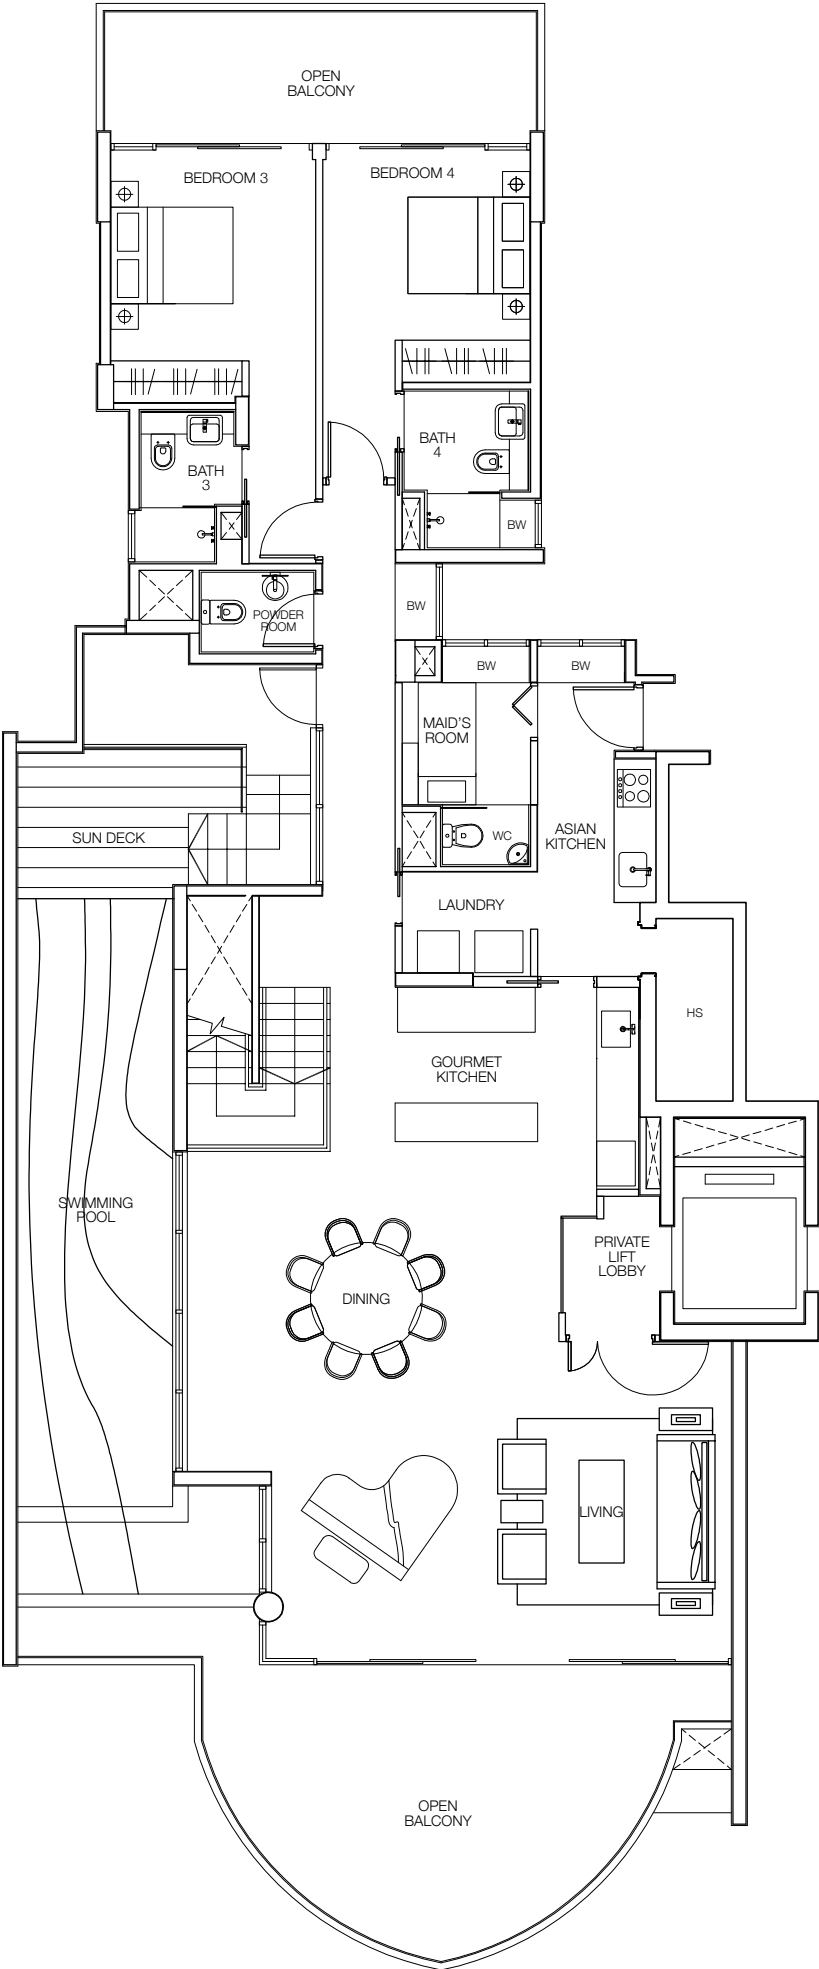 OPEN
BALCONY
BEDROOM 3
BEDROOM 4
BATH
4
BATH
3
BW
BW
POWDER
ROOM
BW
BW
MAID'S
ROOM
SUN DECK
WC
ASIAN
KITCHEN
LAUNDRY
HS
GOURMET
KITCHEN
SWIMMING
POOL
PRIVATE
LIFT
LOBBY
DINING
LIVING
OPEN
BALCONY